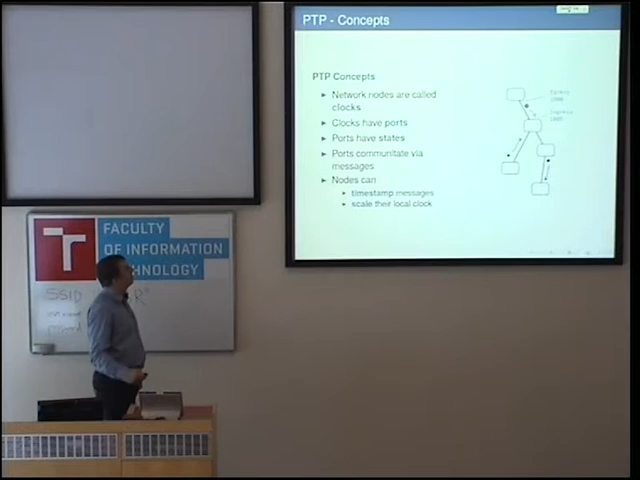 PTP - Concepts
PTP Concepts
Network nodes are called
clocks
Clocks have ports
Ports have states
Ports communitate via
messages
Nodes can
timestamp messages
scale their local clock
FACULTY
OF INFORMATION
TECHNOLOGY
SSID